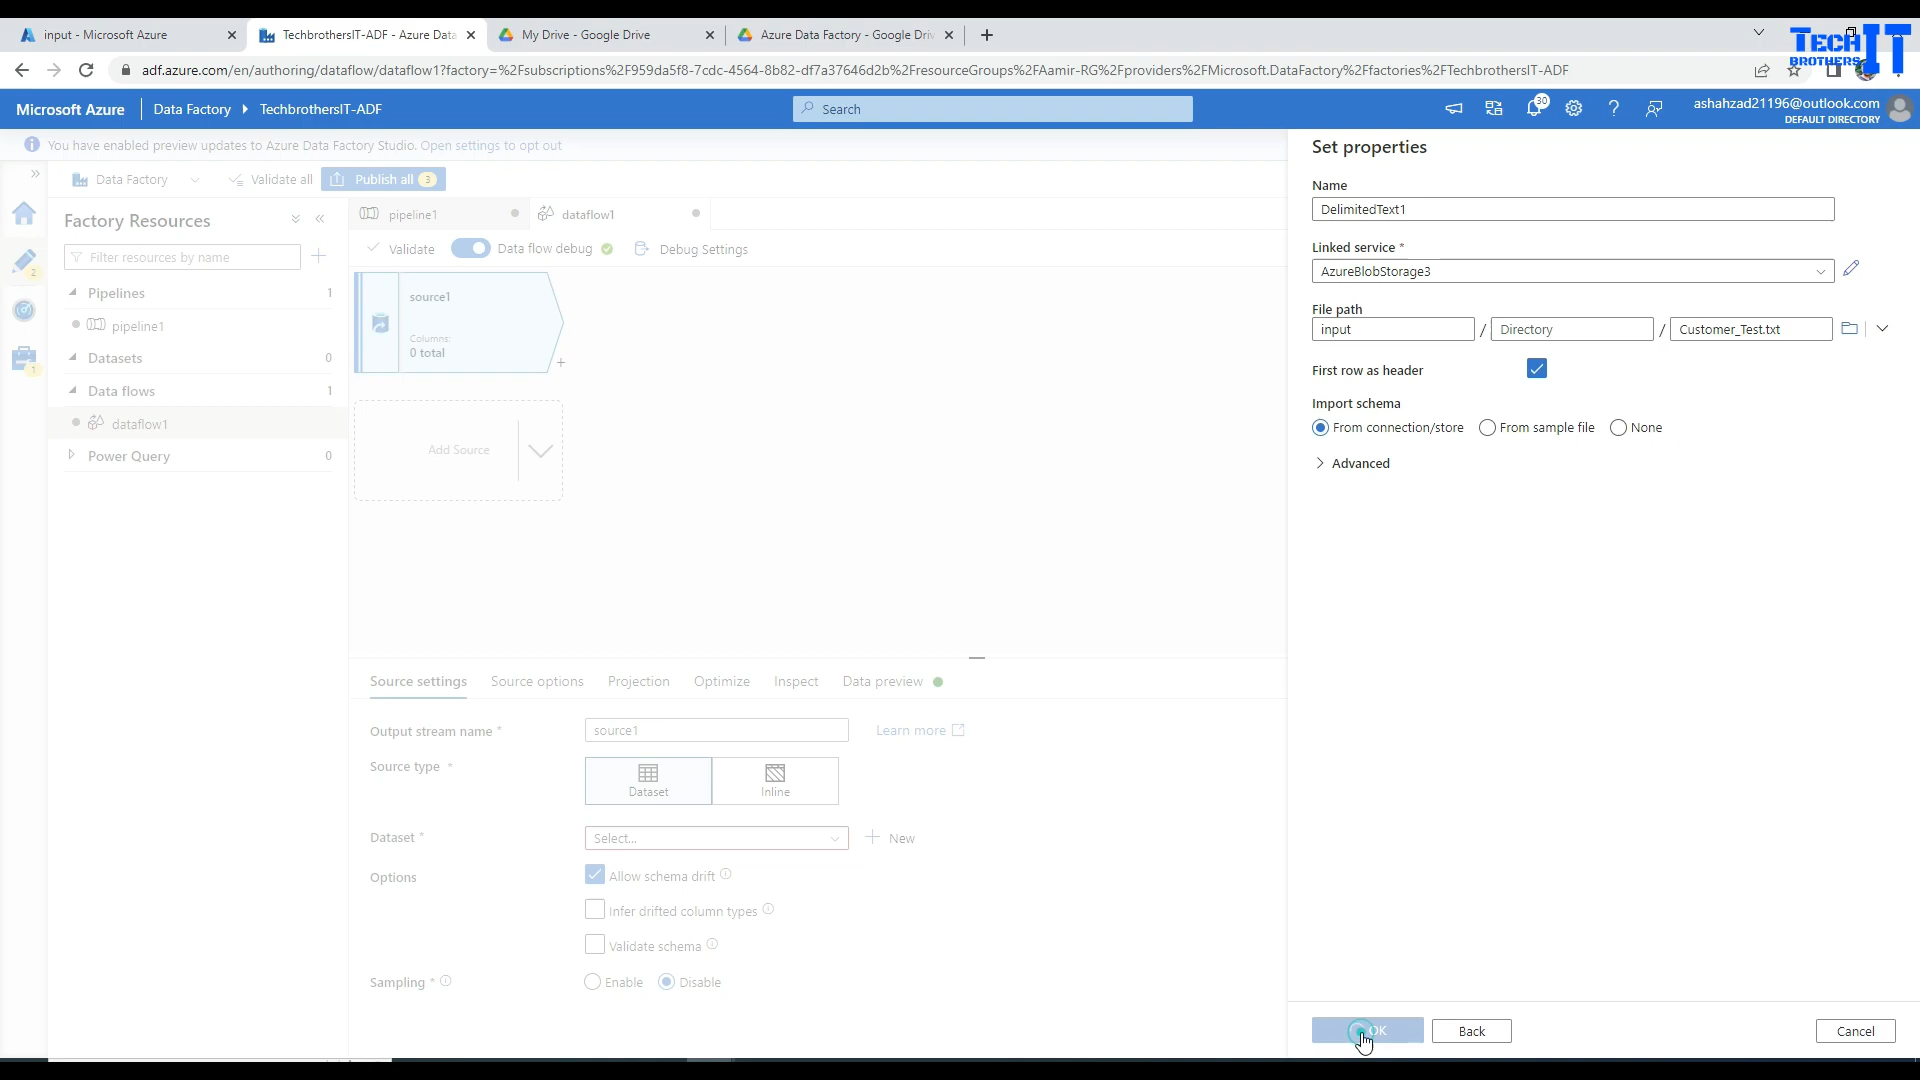 input - Microsoft Azure
TechbrothersIT-ADF - Azure Data
My Drive - Google Drive
Azure Data Factory - Google Driv
TECH IT
BROTHERS
adf.azure.com/en/authoring/dataflow/dataflow1?factory=%2Fsubscriptions%2F959da5f8-7cdc-4564-8b82-df7a37646d2b%2FresourceGroups%2FAamir-RG%2Fproviders%2FMicrosoft.DataFactory%2Ffactories%2FTechbrothersIT-ADF
Microsoft Azure
Data Factory
TechbrothersIT-ADF
Search
30
ashahzad21196@outlook.com
DEFAULT DIRECTORY
You have enabled preview updates to Azure Data Factory Studio. Open settings to opt out
Data Factory
Validate all
Publish all 3
Factory Resources
Filter resources by name
Pipelines 1
pipeline1
Datasets 0
Data flows 1
dataflow1
Power Query 0
2
1
pipeline1
dataflow1
Validate
Data flow debug
Debug Settings
source1
Columns:
0 total
+
Add Source
Source settings
Source options
Projection
Optimize
Inspect
Data preview
Output stream name *
source1
Learn more
Source type *
Dataset
Inline
Dataset *
Select...
New
Options
Allow schema drift
Infer drifted column types
Validate schema
Sampling *
Enable
Disable
Set properties
Name
DelimitedText1
Linked service *
AzureBlobStorage3
File path
input / Directory / Customer_Test.txt
First row as header
Import schema
From connection/store
From sample file
None
Advanced
OK
Back
Cancel